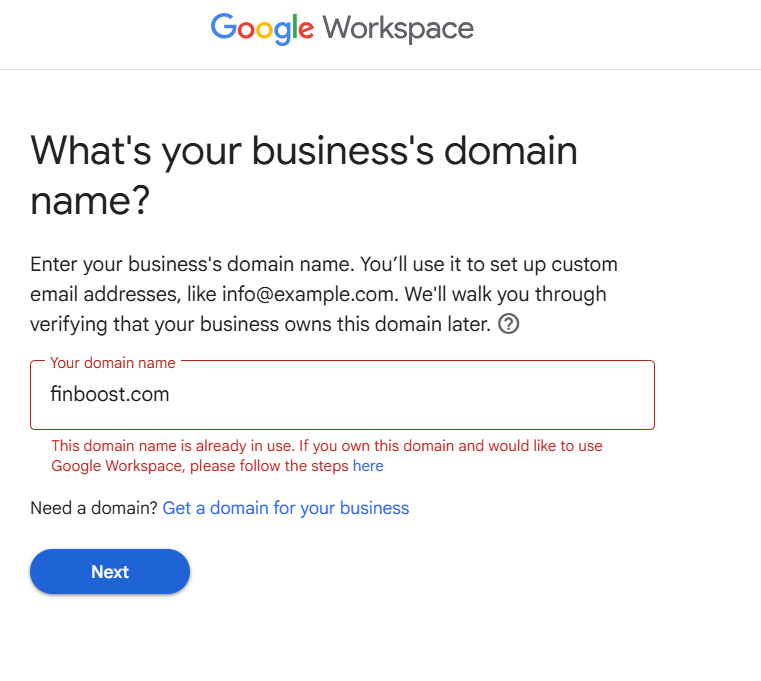 Google Workspace
What's your business's domain
name?
Enter your business's domain name. You’ll use it to set up custom
email addresses, like info@example.com. We'll walk you through
verifying that your business owns this domain later. ?
Your domain name
finboost.com
This domain name is already in use. If you own this domain and would like to use
Google Workspace, please follow the steps here
Need a domain? Get a domain for your business
Next